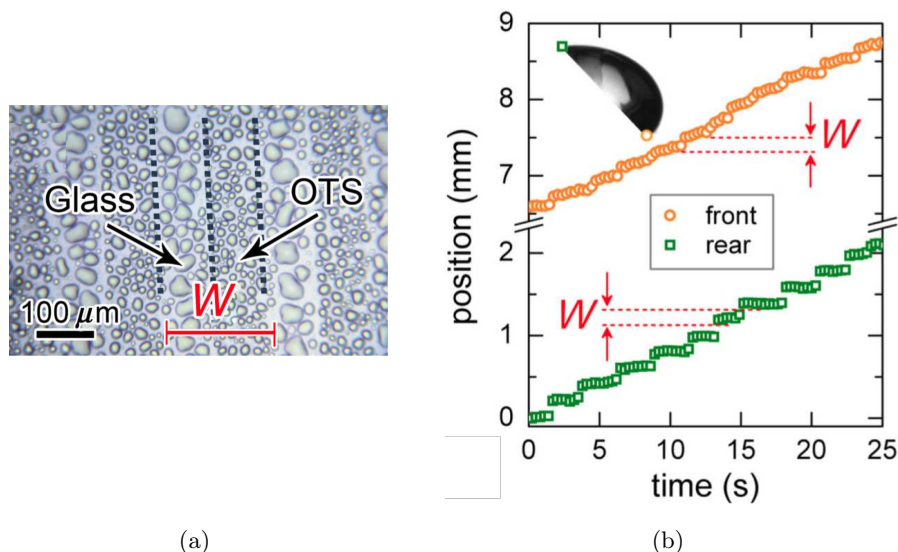 Glass
OTS
W
100 μm
(a)
b)
9
8
7
2
1
0
position (mm)
W
front
rear
W
0 5 10 15 20 25
time (s)
(b)